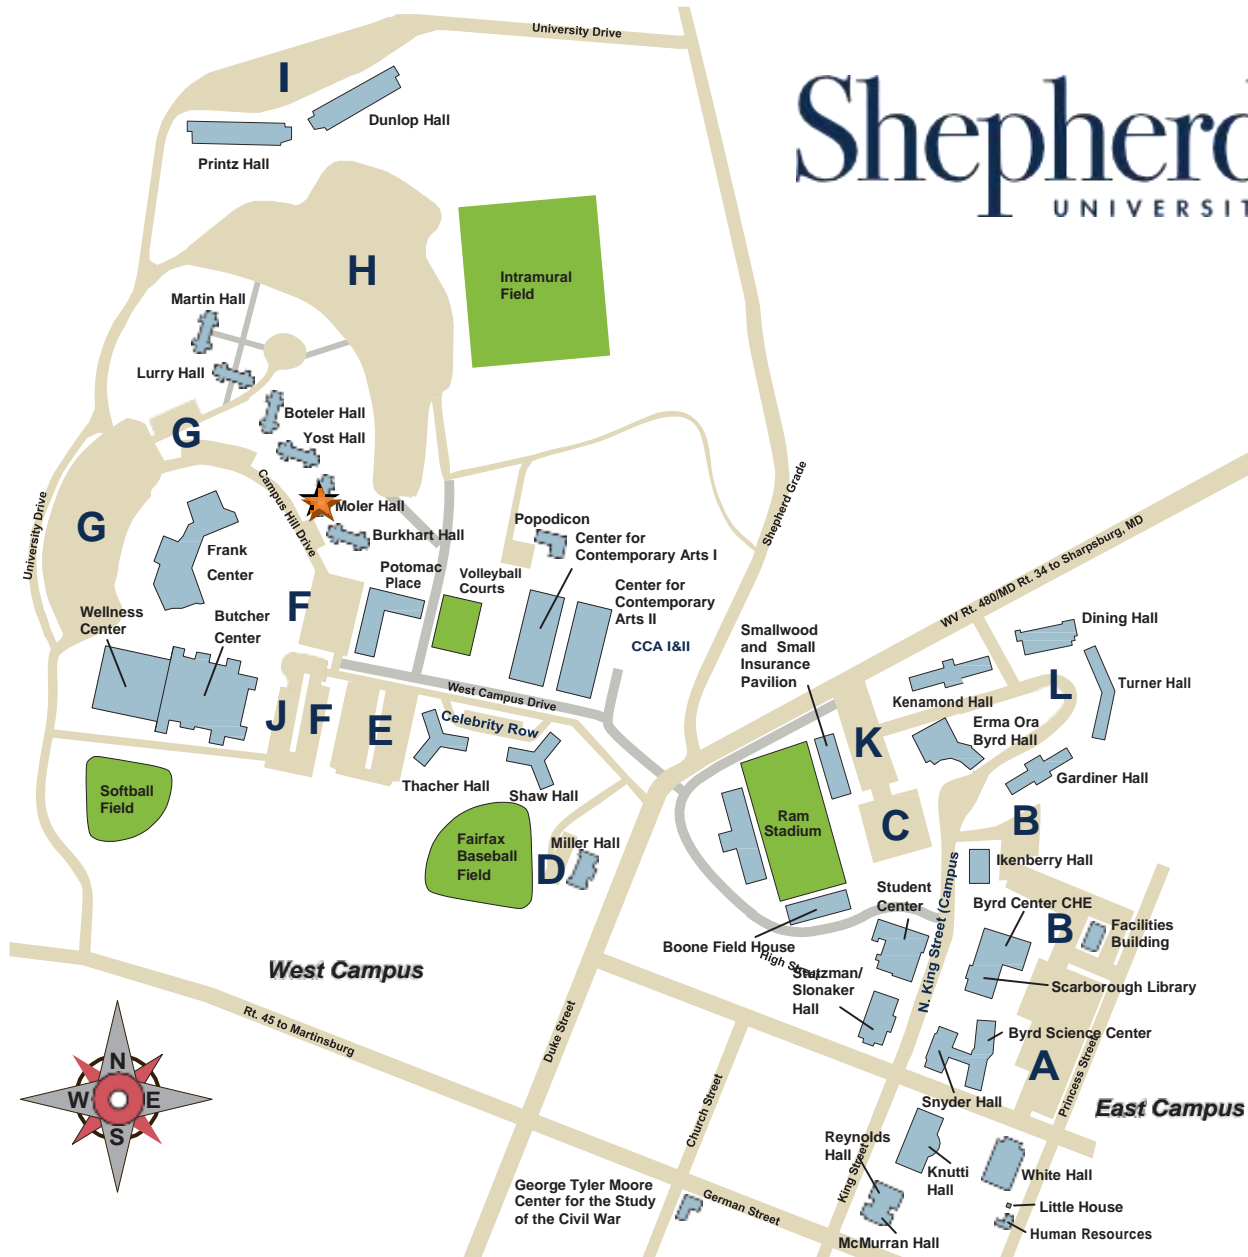 University Drive
I
Dunlop Hall
Printz Hall
Shepherd
UNIVERSIT
H
Intramural
Field
Martin Hall
Lurry Hall
Boteler Hall
G
Yost Hall
Campus Hill Drive
Moler Hall
University Drive
G
Frank
Center
Burkhart Hall
Shepherd Grade
WV Rt. 480/MD Rt. 34 to Sharpsburg, MD
Popodicon
Center for
Contemporary Arts I
Potomac
Place
Volleyball
Courts
Center for
Contemporary
Arts II
CCA I&II
F
Wellness
Center
Butcher
Center
Smallwood
and Small
Insurance
Pavilion
Dining Hall
Turner Hall
L
Kenamond Hall
Erma Ora
Byrd Hall
K
Gardiner Hall
J
F
E
West Campus Drive
Celebrity Row
Thacher Hall
Shaw Hall
Softball
Field
Fairfax
Baseball
Field
D
Miller Hall
Ram
Stadium
C
B
Ikenberry Hall
N. King Street (Campus
Student
Center
Byrd Center CHE
B
Facilities
Building
Boone Field House
High Street
Stutzman/
Slonaker
Hall
Scarborough Library
West Campus
Rt. 45 to Martinsburg
Duke Street
Byrd Science Center
A
Snyder Hall
Princess Street
East Campus
N
W
E
S
Church Street
Reynolds
Hall
King Street
Knutti
Hall
White Hall
George Tyler Moore
Center for the Study
of the Civil War
German Street
McMurran Hall
Little House
Human Resources